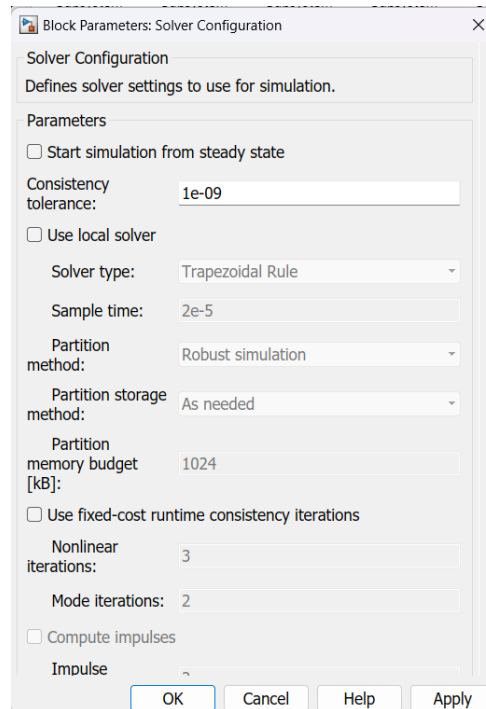 Block Parameters: Solver Configuration
Solver Configuration
Defines solver settings to use for simulation.
Parameters
Start simulation from steady state
Consistency
tolerance:
1e-09
Use local solver
Solver type:
Trapezoidal Rule
Sample time:
2e-5
Partition
method:
Robust simulation
Partition storage
method:
As needed
Partition
memory budget
[kB]:
1024
Use fixed-cost runtime consistency iterations
Nonlinear
iterations:
3
Mode iterations:
2
Compute impulses
Impulse
OK
Cancel
Help
Apply